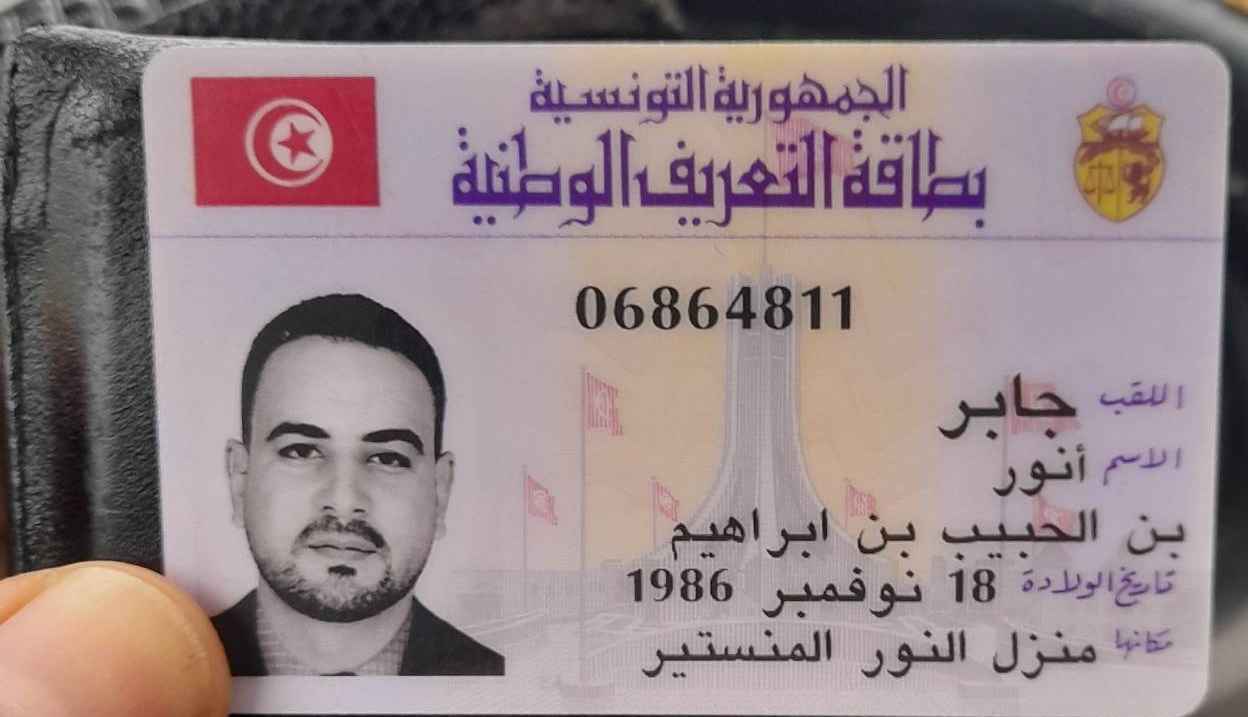 الجمهورية التونسية
بطاقة التعريف الوطنية
06864811
اللقب جابر
الاسم أنور
بن الحبيب بن ابراهيم
تاريخ الولادة 18 نوفمبر 1986
مكانها منزل النور المنستير